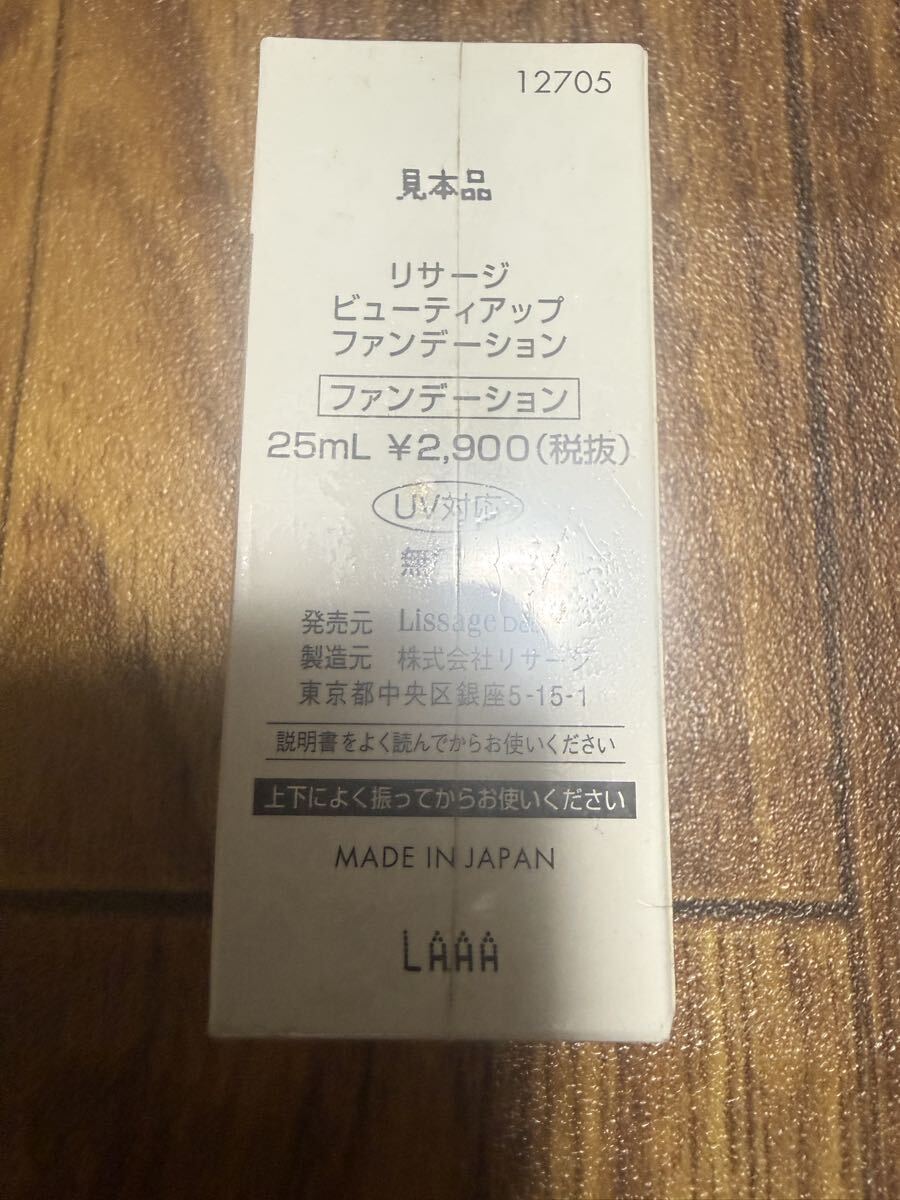 12705
見本品
リサージ
ビューティアップ
ファンデーション
ファンデーション
25mL ¥2,900(税抜)
UV対応
発売元 Lissage
製造元 株式会社リサージ
東京都中央区銀座5-15-1
説明書をよく読んでからお使いください
上下によく振ってからお使いください
MADE IN JAPAN
LAAA